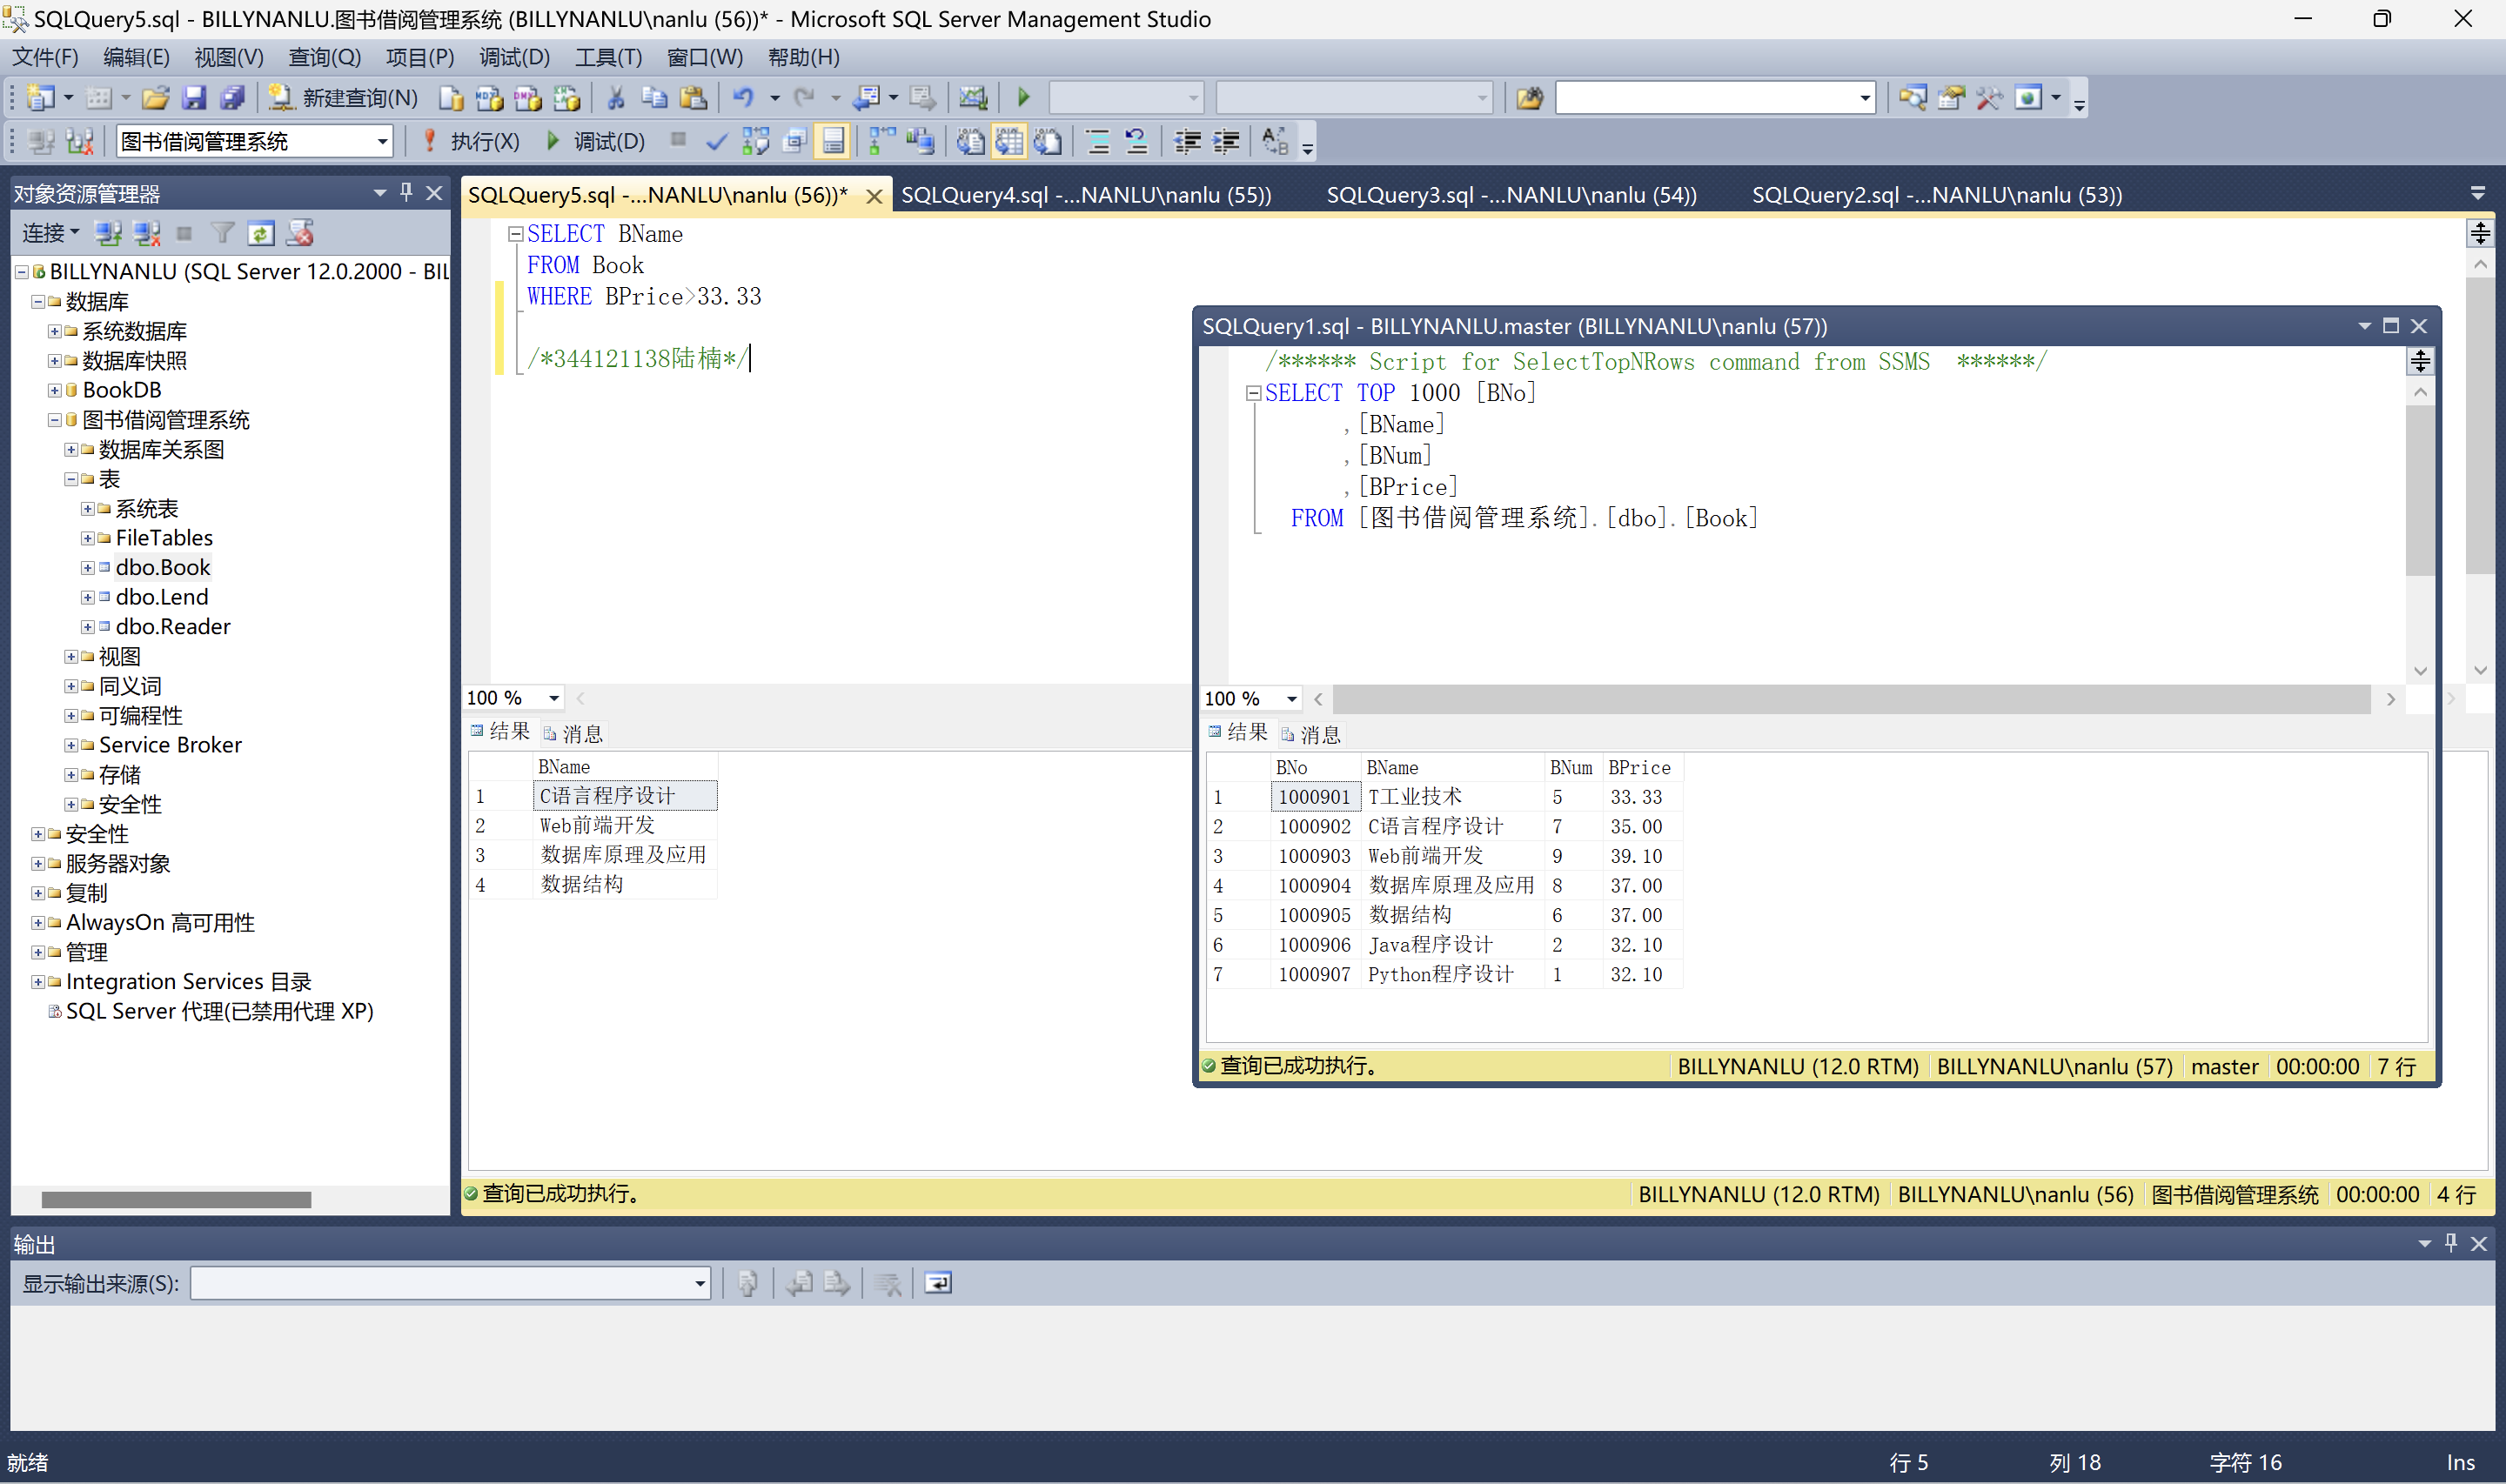 SQLQuery5.sql - BILLYNANLU.图书借阅管理系统 (BILLYNANLU\nanlu (56))* - Microsoft SQL Server Management Studio
文件(F) 编辑(E) 视图(V) 查询(Q) 项目(P) 调试(D) 工具(T) 窗口(W) 帮助(H)
新建查询(N)
图书借阅管理系统 执行(X) 调试(D)
对象资源管理器
连接
BILLYNANLU (SQL Server 12.0.2000 - BIL
数据库
系统数据库
数据库快照
BookDB
图书借阅管理系统
数据库关系图
表
系统表
FileTables
dbo.Book
dbo.Lend
dbo.Reader
视图
同义词
可编程性
Service Broker
存储
安全性
安全性
服务器对象
复制
AlwaysOn 高可用性
管理
Integration Services 目录
SQL Server 代理(已禁用代理 XP)
SQLQuery5.sql -...NANLU\nanlu (56))* SQLQuery4.sql -...NANLU\nanlu (55)) SQLQuery3.sql -...NANLU\nanlu (54)) SQLQuery2.sql -...NANLU\nanlu (53))
SELECT BName
FROM Book
WHERE BPrice>33.33
/*344121138陆楠*/
100 %
结果 消息
BName
1 C语言程序设计
2 Web前端开发
3 数据库原理及应用
4 数据结构
查询已成功执行。 BILLYNANLU (12.0 RTM) BILLYNANLU\nanlu (56) 图书借阅管理系统 00:00:00 4 行
SQLQuery1.sql - BILLYNANLU.master (BILLYNANLU\nanlu (57))
/****** Script for SelectTopNRows command from SSMS  ******/
SELECT TOP 1000 [BNo]
,[BName]
,[BNum]
,[BPrice]
FROM [图书借阅管理系统].[dbo].[Book]
100 %
结果 消息
BNo BName BNum BPrice
1 1000901 T工业技术 5 33.33
2 1000902 C语言程序设计 7 35.00
3 1000903 Web前端开发 9 39.10
4 1000904 数据库原理及应用 8 37.00
5 1000905 数据结构 6 37.00
6 1000906 Java程序设计 2 32.10
7 1000907 Python程序设计 1 32.10
查询已成功执行。 BILLYNANLU (12.0 RTM) BILLYNANLU\nanlu (57) master 00:00:00 7 行
输出
显示输出来源(S):
就绪 行 5 列 18 字符 16 Ins